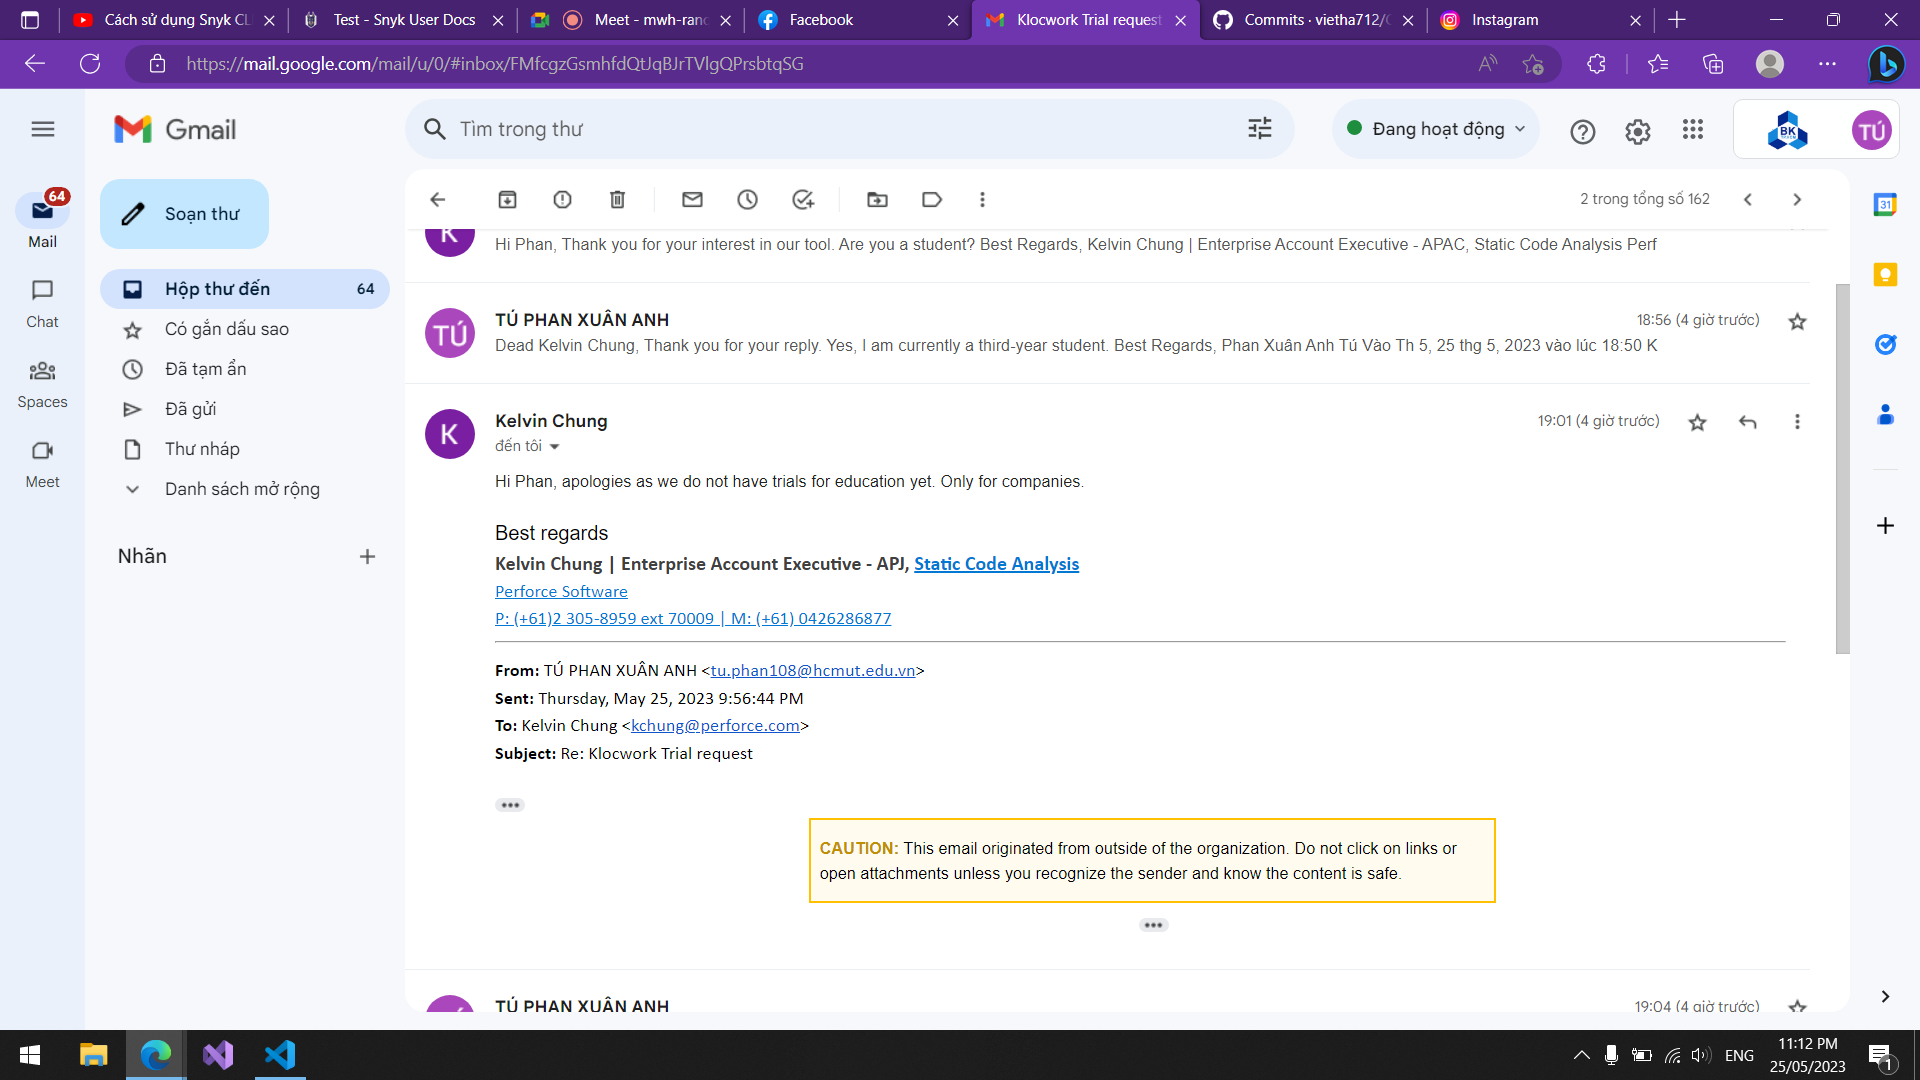 Cách sử dụng Snyk CL
Test - Snyk User Docs
Meet - mwh-ranc
Facebook
Klocwork Trial request
Commits · vietha712/C
Instagram
https://mail.google.com/mail/u/0/#inbox/FMfcgzGsmhfdQtJqBJrTVlgQPrsbtqSG
Gmail
Tìm trong thư
Đang hoạt động
BK
TÚ
64
Mail
Chat
Spaces
Meet
Soạn thư
Hộp thư đến 64
Có gắn dấu sao
Đã tạm ẩn
Đã gửi
Thư nháp
Danh sách mở rộng
Nhãn
2 trong tổng số 162
31
K
Hi Phan, Thank you for your interest in our tool. Are you a student? Best Regards, Kelvin Chung | Enterprise Account Executive - APAC, Static Code Analysis Perf
TÚ
TÚ PHAN XUÂN ANH
18:56 (4 giờ trước)
Dead Kelvin Chung, Thank you for your reply. Yes, I am currently a third-year student. Best Regards, Phan Xuân Anh Tú Vào Th 5, 25 thg 5, 2023 vào lúc 18:50 K
K
Kelvin Chung
19:01 (4 giờ trước)
đến tôi
Hi Phan, apologies as we do not have trials for education yet. Only for companies.
Best regards
Kelvin Chung | Enterprise Account Executive - APJ, Static Code Analysis
Perforce Software
P: (+61)2 305-8959 ext 70009 | M: (+61) 0426286877
From: TÚ PHAN XUÂN ANH <tu.phan108@hcmut.edu.vn>
Sent: Thursday, May 25, 2023 9:56:44 PM
To: Kelvin Chung <kchung@perforce.com>
Subject: Re: Klocwork Trial request
CAUTION: This email originated from outside of the organization. Do not click on links or
open attachments unless you recognize the sender and know the content is safe.
TÚ PHAN XUÂN ANH
19:04 (4 giờ trước)
ENG
11:12 PM
25/05/2023
1